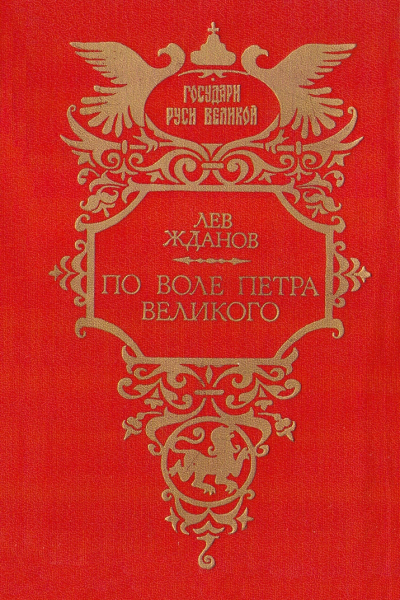 ГОСУДАРИ
РУСИ ВЕЛИКОЙ
ЛЕВ
ЖДАНОВ
ПО ВОЛЕ ПЕТРА
ВЕЛИКОГО